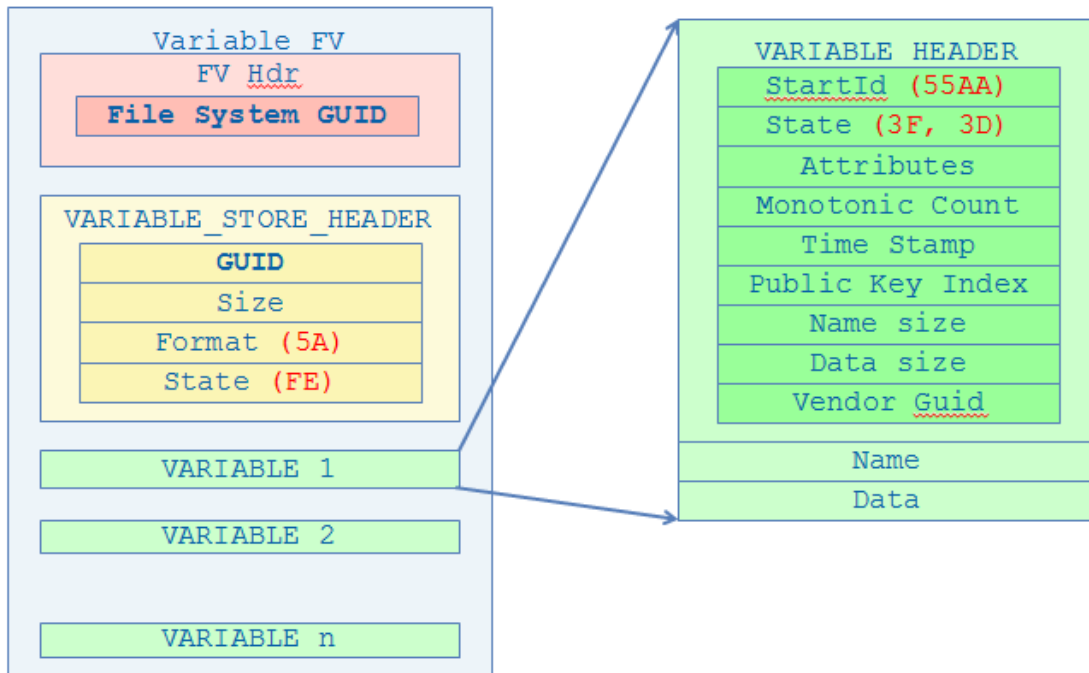 Variable FV
FV Hdr
File System GUID
VARIABLE_STORE_HEADER
GUID
Size
Format (5A)
State (FE)
VARIABLE 1
VARIABLE 2
VARIABLE n
VARIABLE HEADER
StartId (55AA)
State (3F, 3D)
Attributes
Monotonic Count
Time Stamp
Public Key Index
Name size
Data size
Vendor Guid
Name
Data